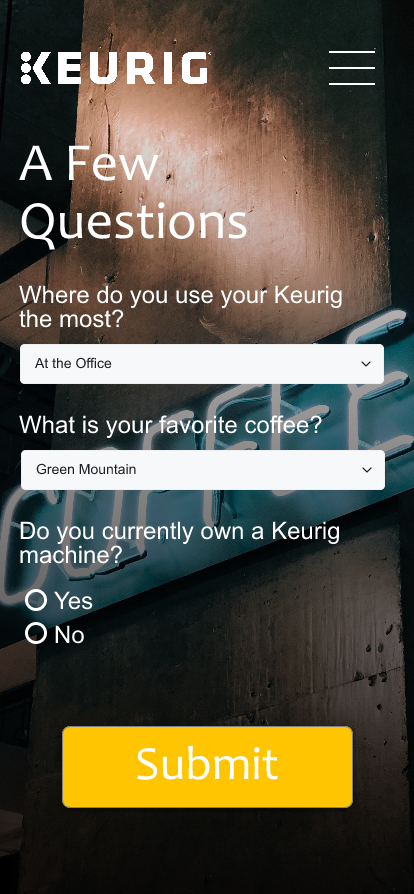 KEURIG
A Few
Questions
Where do you use your Keurig
the most?
At the Office
What is your favorite coffee?
Green Mountain
Do you currently own a Keurig
machine?
Yes
No
Submit